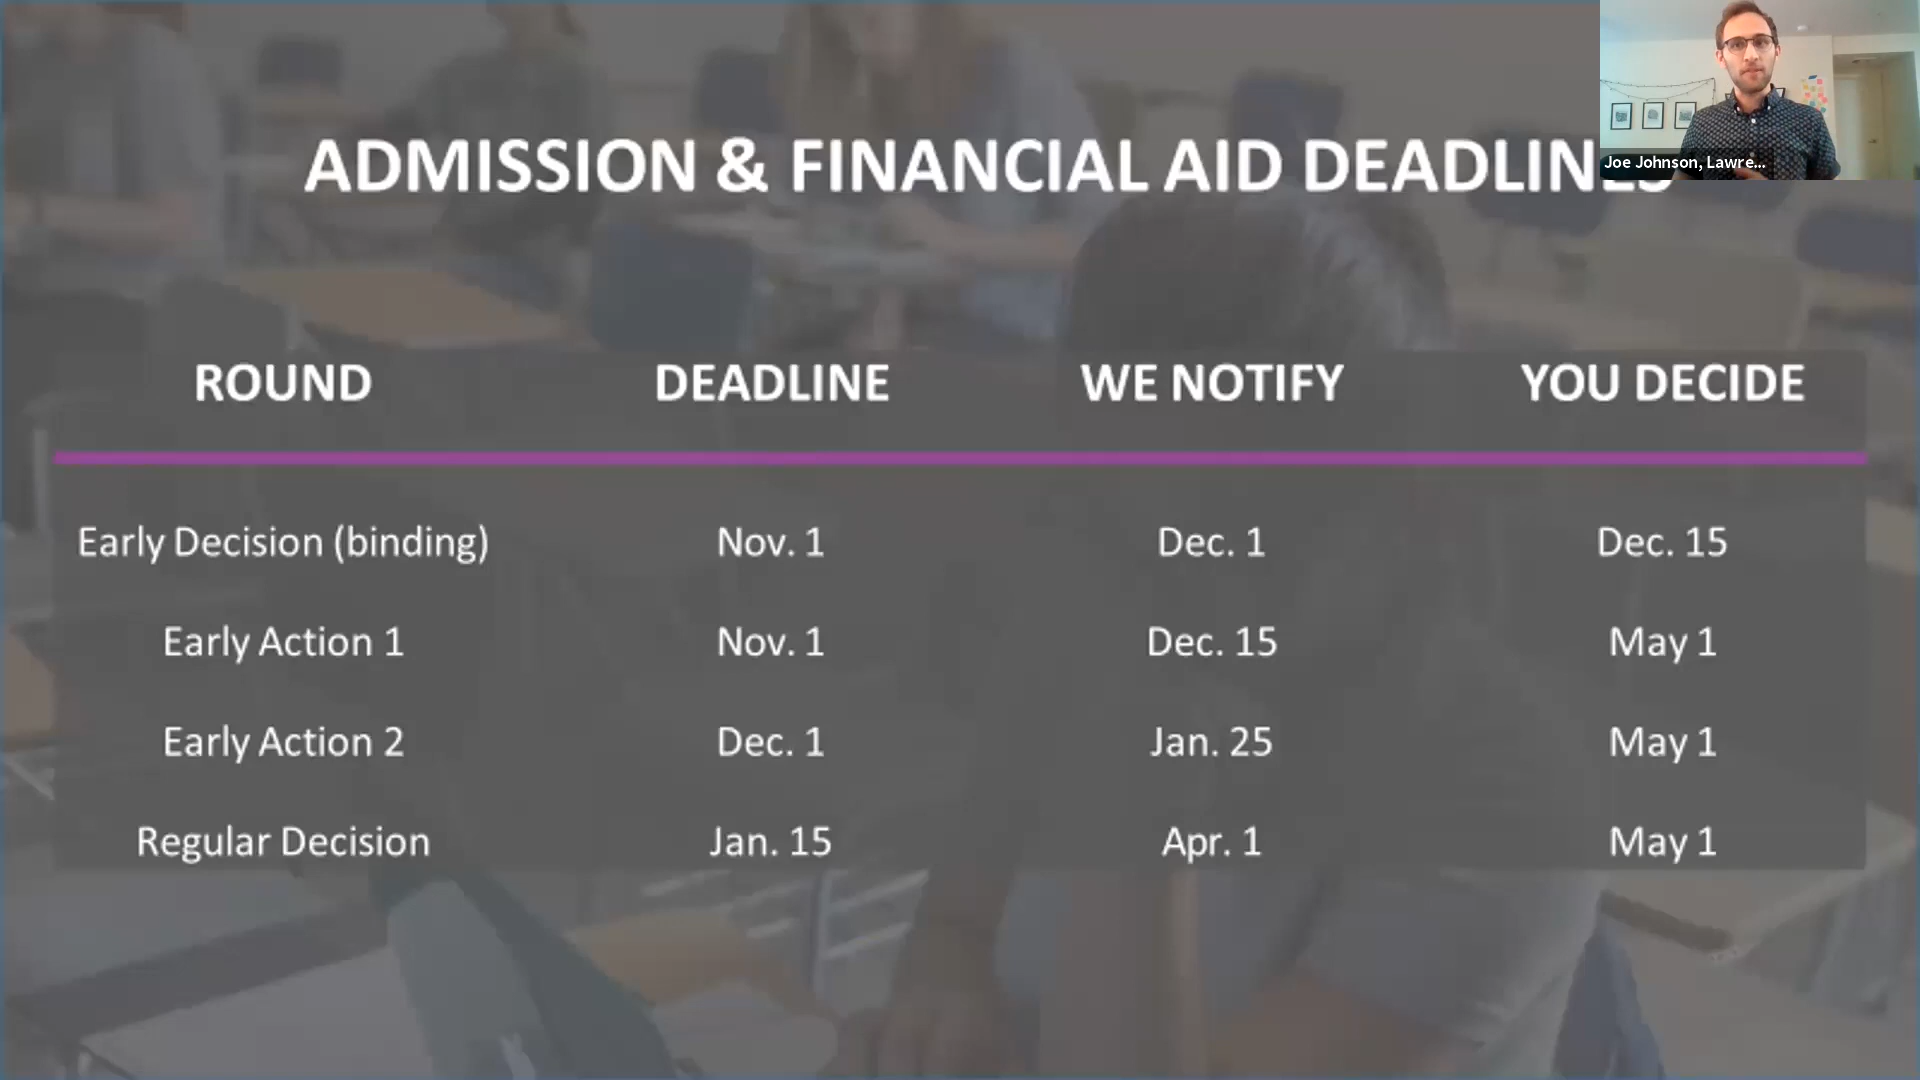 ADMISSION & FINANCIAL AID DEADLINES
Joe Johnson, Lawre...
ROUND DEADLINE WE NOTIFY YOU DECIDE
Early Decision (binding) Nov. 1 Dec. 1 Dec. 15
Early Action 1 Nov. 1 Dec. 15 May 1
Early Action 2 Dec. 1 Jan. 25 May 1
Regular Decision Jan. 15 Apr. 1 May 1